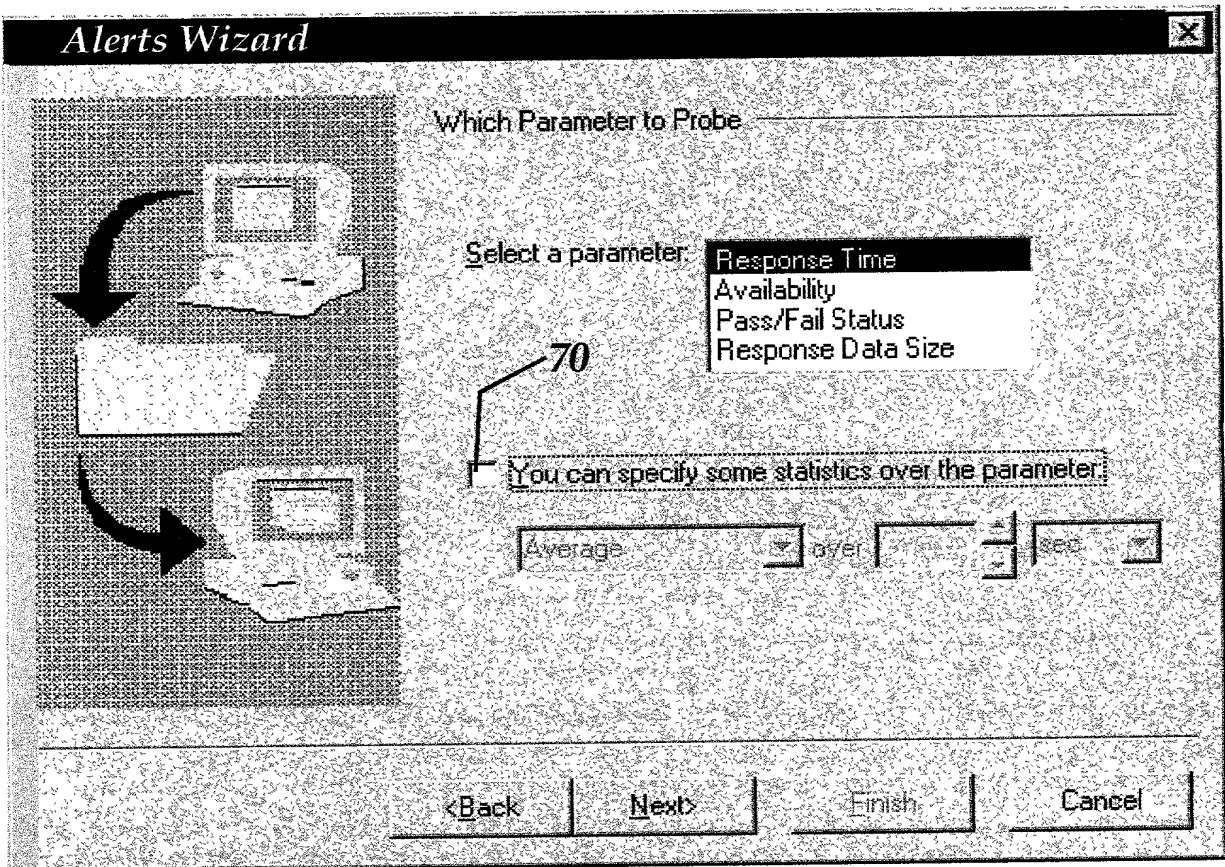 Alerts Wizard
Which Parameter to Probe
Select a parameter:
Response Time
Availability
Pass/Fail Status
Response Data Size
70
You can specify some statistics over the parameter:
Average over sec
<Back Next> Finish Cancel